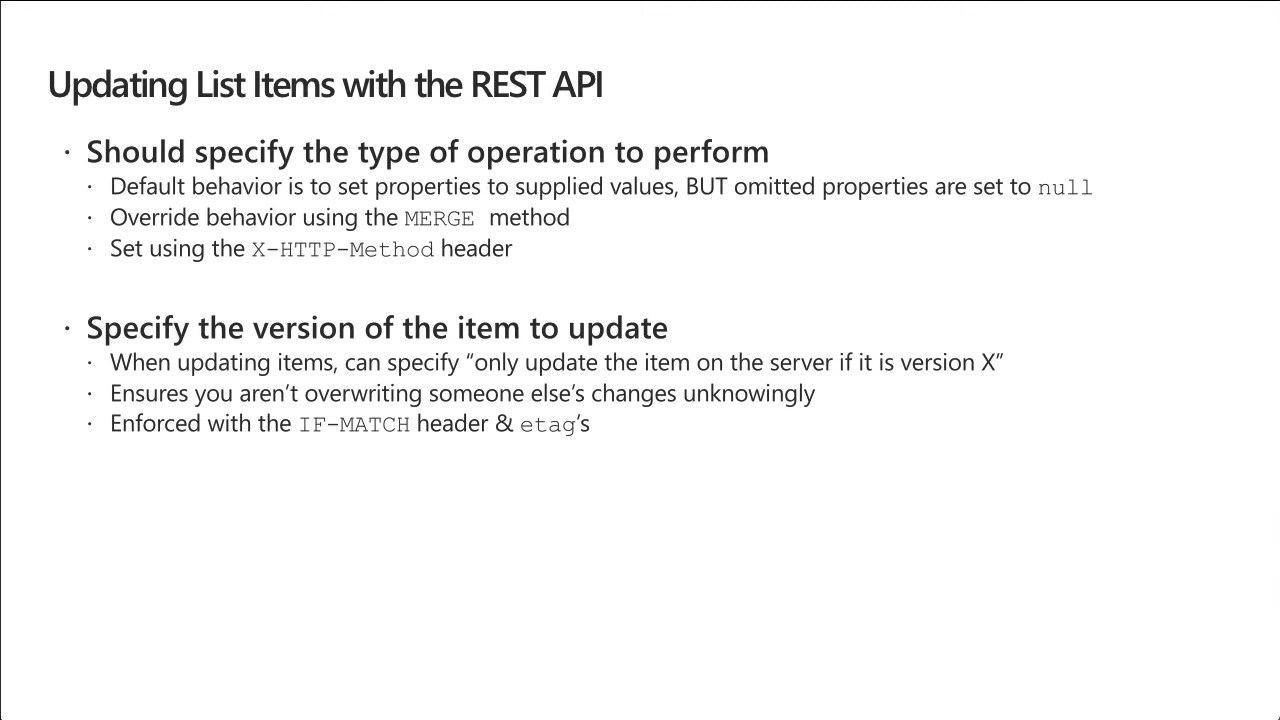 Updating List Items with the REST API
· Should specify the type of operation to perform
· Default behavior is to set properties to supplied values, BUT omitted properties are set to null
· Override behavior using the MERGE method
· Set using the X-HTTP-Method header
· Specify the version of the item to update
· When updating items, can specify “only update the item on the server if it is version X”
· Ensures you aren’t overwriting someone else’s changes unknowingly
· Enforced with the IF-MATCH header & etag’s